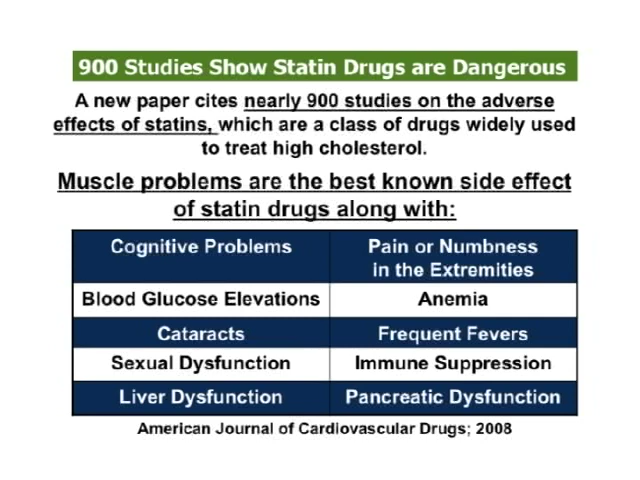 900 Studies Show Statin Drugs are Dangerous
A new paper cites nearly 900 studies on the adverse
effects of statins, which are a class of drugs widely used
to treat high cholesterol.
Muscle problems are the best known side effect
of statin drugs along with:
Cognitive Problems
Pain or Numbness
in the Extremities
Blood Glucose Elevations
Anemia
Cataracts
Frequent Fevers
Sexual Dysfunction
Immune Suppression
Liver Dysfunction
Pancreatic Dysfunction
American Journal of Cardiovascular Drugs; 2008